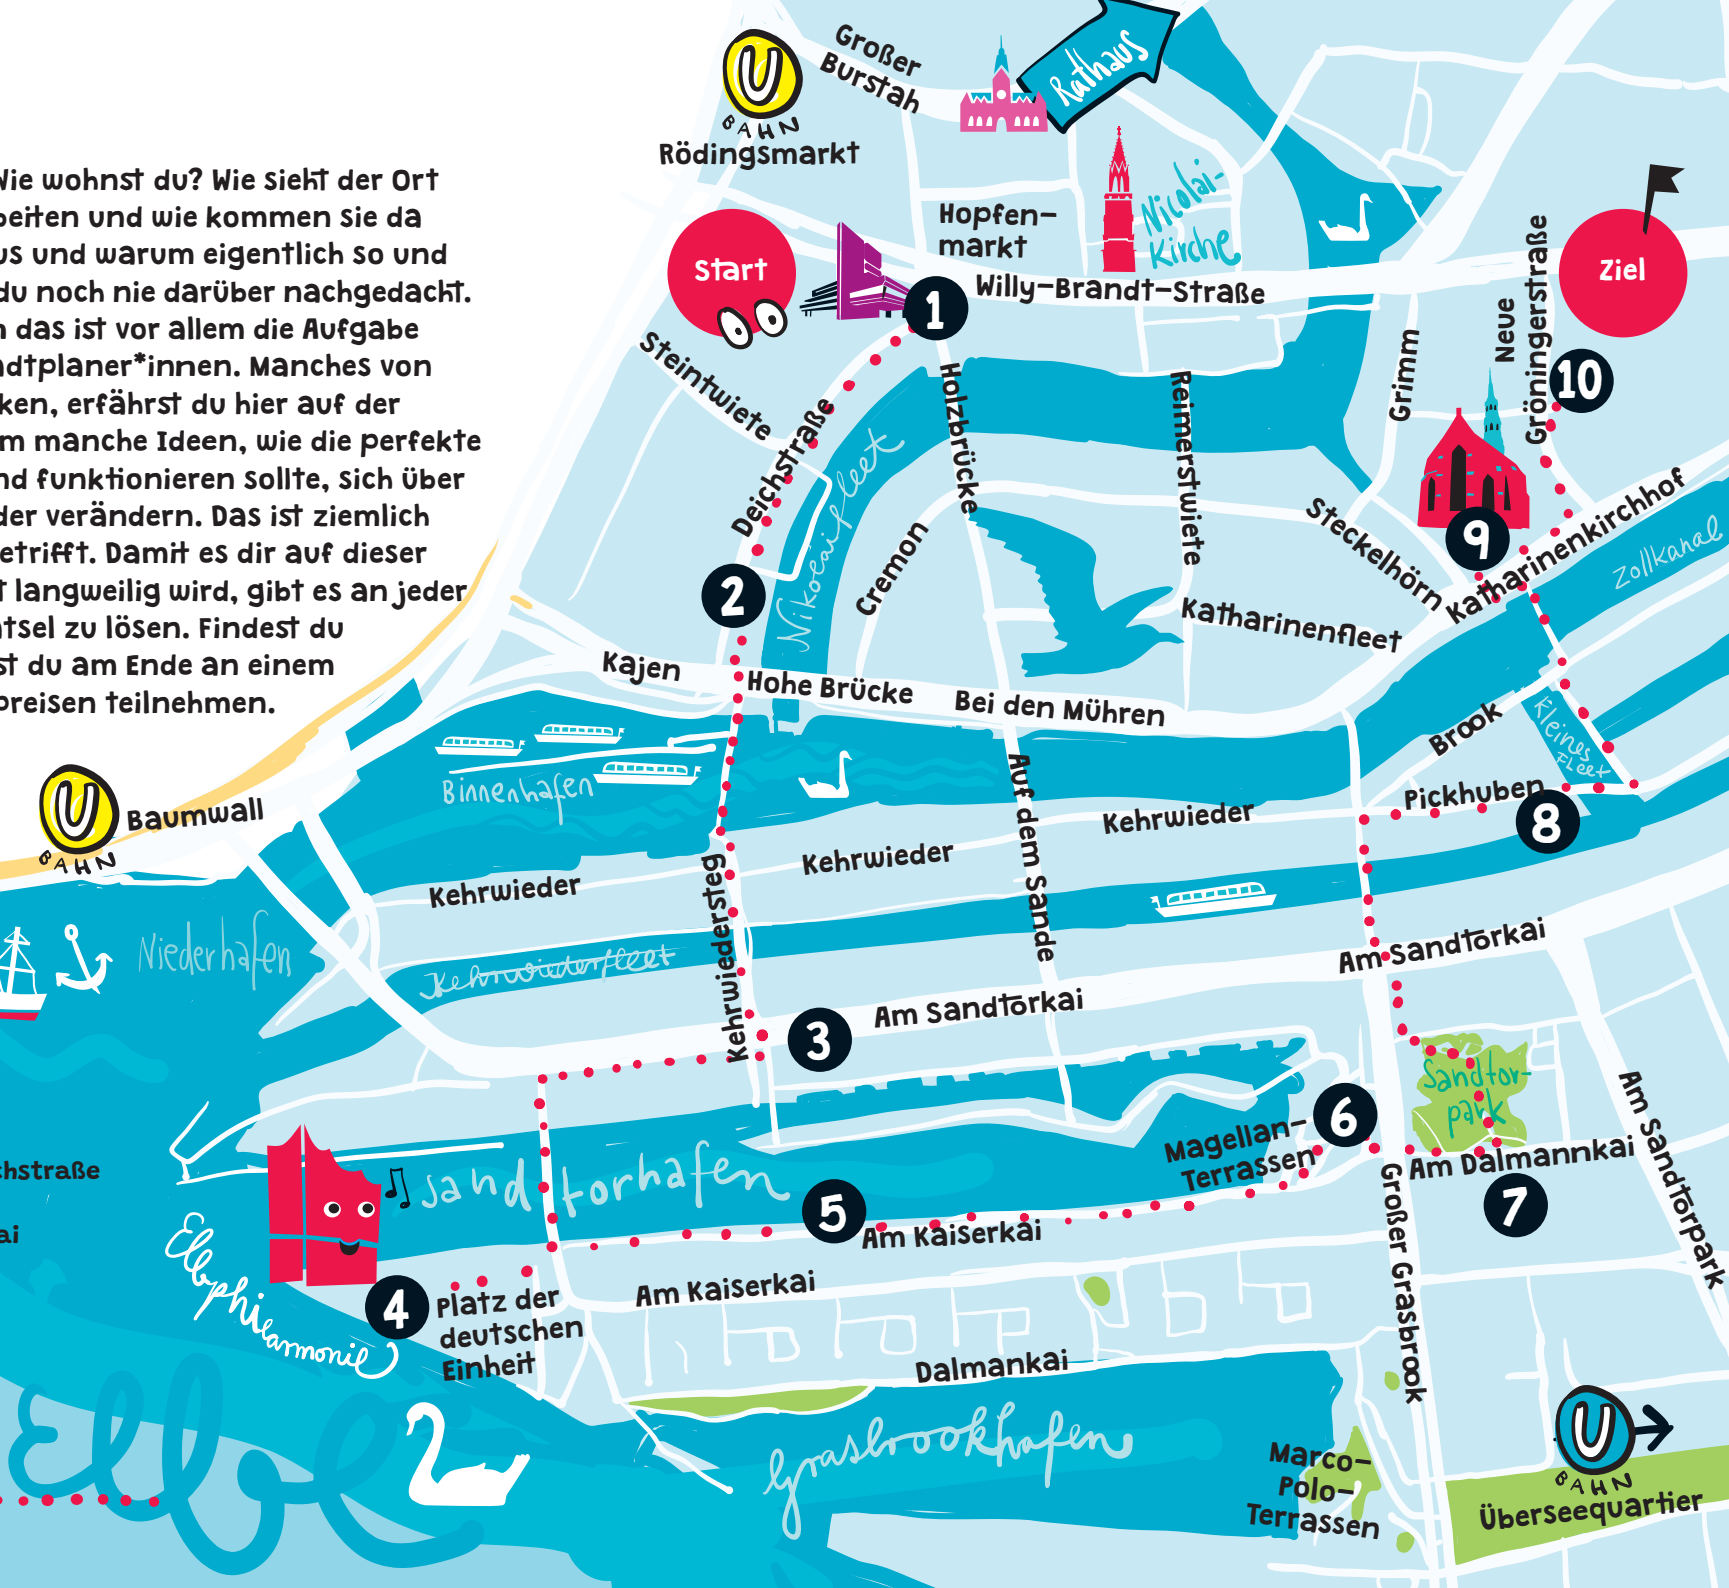 Wie wohnst du? Wie sieht der Ort
beiten und wie kommen sie da
us und warum eigentlich so und
du noch nie darüber nachgedacht.
das ist vor allem die Aufgabe
adtplaner*innen. Manches von
ken, erfährst du hier auf der
m manche Ideen, wie die perfekte
nd funktionieren sollte, sich über
der verändern. Das ist ziemlich
etrifft. Damit es dir auf dieser
t langweilig wird, gibt es an jeder
tsel zu lösen. Findest du
st du am Ende an einem
preisen teilnehmen.
U
BAHN
Rödingsmarkt
Großer
Burstah
Rathaus
Nicolai-
Kirche
Hopfen-
markt
Start
1
Willy-Brandt-Straße
Ziel
Neue
Gröningerstraße
10
Grimm
Steintwiete
Deichstraße
Holzbrücke
Reimerstwiete
Nikolaifleet
Cremon
Steckelhörn
9
Katharinenkirchhof
Zollkanal
2
Katharinenfleet
Kajen
Hohe Brücke
Bei den Mühren
Brook
Kleines
Fleet
Binnenhafen
U
BAHN
Baumwall
Auf dem Sande
Kehrwieder
Kehrwieder
Kehrwieder
Pickhuben
8
Kehrwiedersteg
Niederhafen
Kehrwiederfleet
Am Sandtorkai
Am Sandtorkai
3
Sandtor-
park
6
Magellan-
Terrassen
Am Dalmannkai
7
Am Sandtorpark
chstraße
ai
Sandtorhafen
5
Am Kaiserkai
Am Kaiserkai
Großer Grasbrook
Elbphilarmonie
4
Platz der
deutschen
Einheit
Dalmankai
Grasbrookhafen
Elbe
Marco-
Polo-
Terrassen
U
BAHN
Überseequartier